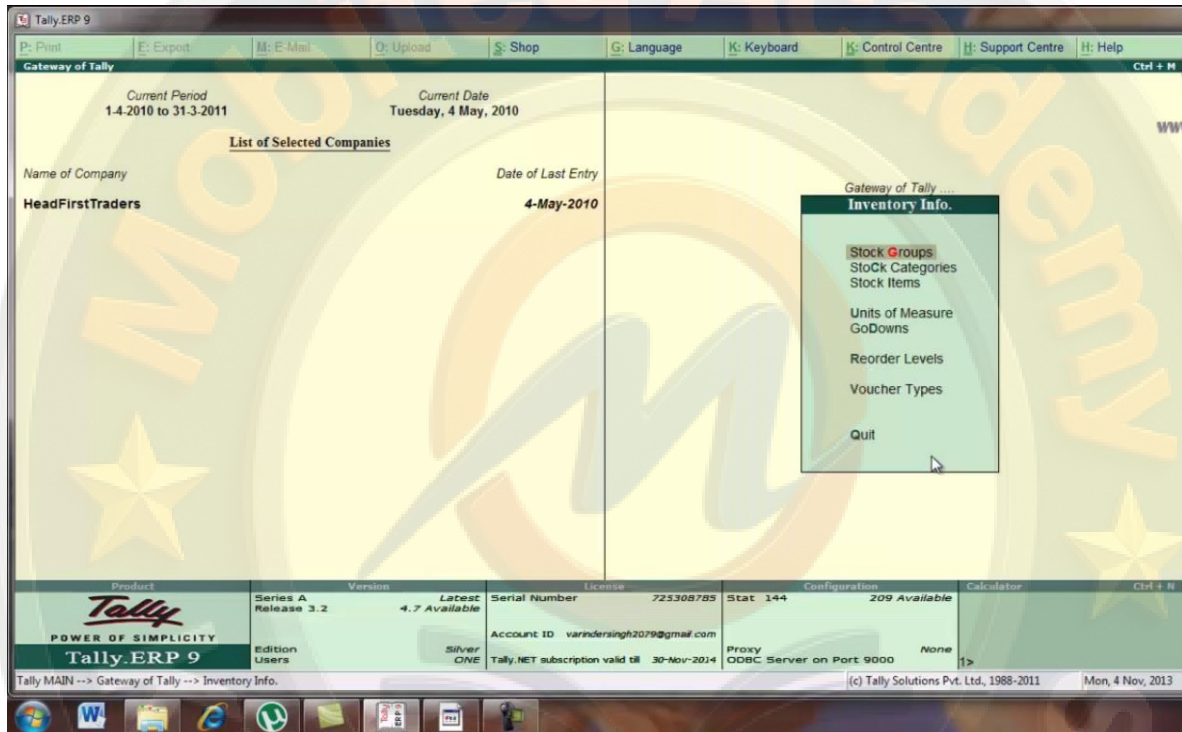 Tally.ERP 9
P: Print E: Export M: E-Mail O: Upload S: Shop G: Language K: Keyboard K: Control Centre H: Support Centre H: Help
Gateway of Tally Ctrl + M
Current Period Current Date
1-4-2010 to 31-3-2011 Tuesday, 4 May, 2010
List of Selected Companies
Name of Company Date of Last Entry
HeadFirstTraders 4-May-2010
Gateway of Tally ....
Inventory Info.
Stock Groups
StoCk Categories
Stock Items
Units of Measure
GoDowns
Reorder Levels
Voucher Types
Quit
Product Version License Configuration Calculator Ctrl + N
Tally
POWER OF SIMPLICITY
Tally.ERP 9
Series A Latest
Release 3.2 4.7 Available
Edition Silver
Users ONE
Serial Number 725308785
Account ID varindersingh2079@gmail.com
Tally.NET subscription valid till 30-Nov-2014
Stat 144 209 Available
Proxy None
ODBC Server on Port 9000
1>
Tally MAIN --> Gateway of Tally --> Inventory Info. (c) Tally Solutions Pvt. Ltd., 1988-2011 Mon, 4 Nov, 2013